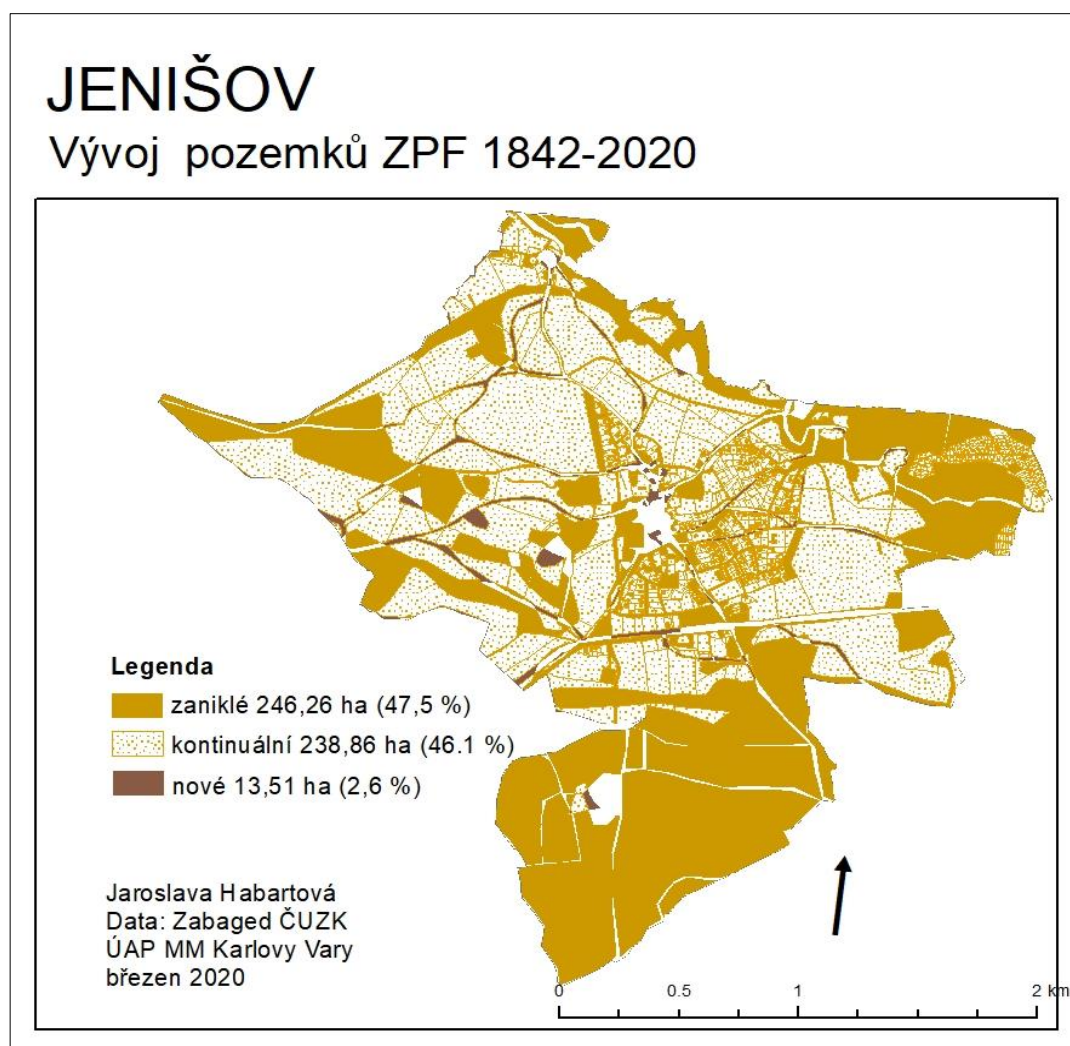 JENIŠOV
Vývoj pozemků ZPF 1842-2020
Legenda
zaniklé 246,26 ha (47,5 %)
kontinuální 238,86 ha (46.1 %)
nové 13,51 ha (2,6 %)
Jaroslava Habartová
Data: Zabaged ČUZK
ÚAP MM Karlovy Vary
březen 2020
0 0.5 1 2 km